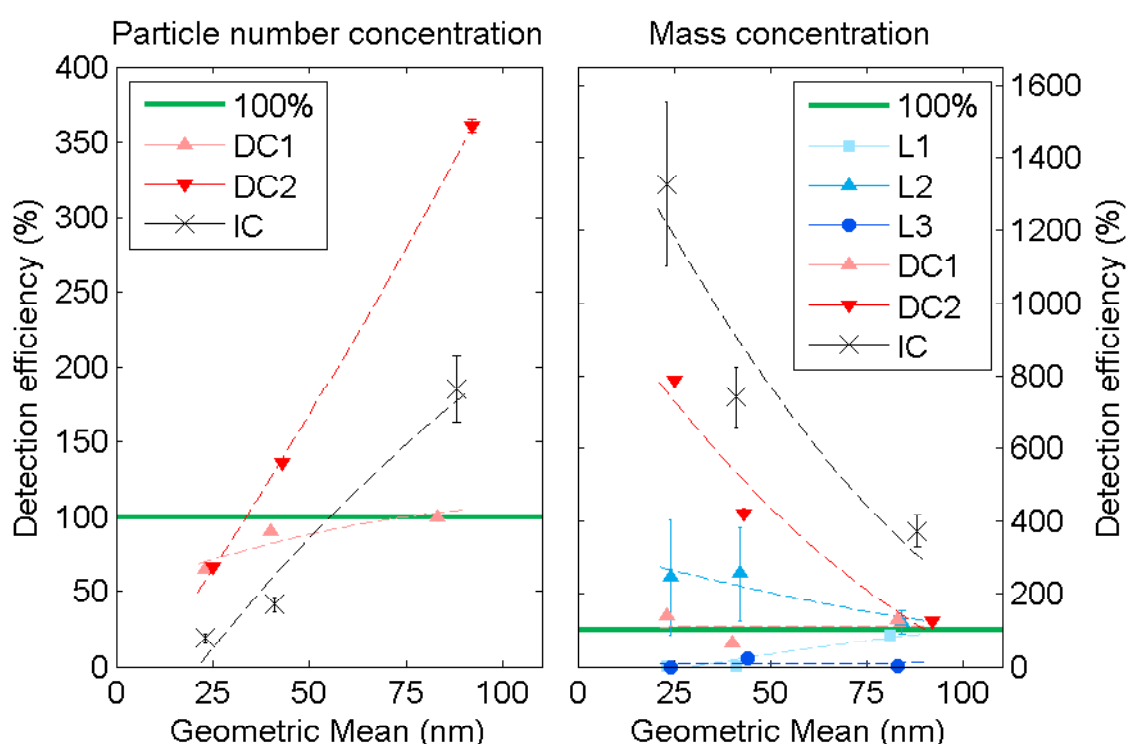 Particle number concentration
Mass concentration
400
350
300
250
200
150
100
50
0
Detection efficiency (%)
100%
DC1
DC2
IC
0
25
50
75
100
Geometric Mean (nm)
100%
L1
L2
L3
DC1
DC2
IC
1600
1400
1200
1000
800
600
400
200
0
Detection efficiency (%)
0
25
50
75
100
Geometric Mean (nm)